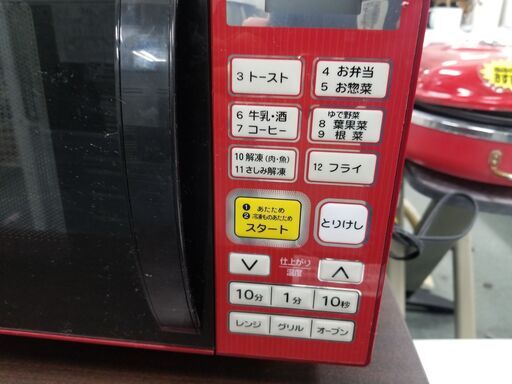 3 トースト
4 お弁当
5 お惣菜
6 牛乳・酒
7 コーヒー
ゆで野菜
8 葉果菜
9 根 菜
10 解凍(肉・魚)
11 さしみ解凍
12 フライ
❶ あたため
❷ 冷凍ものあたため
スタート
とりけし
仕上がり
温度
10分
1分
10秒
レンジ
グリル
オーブン